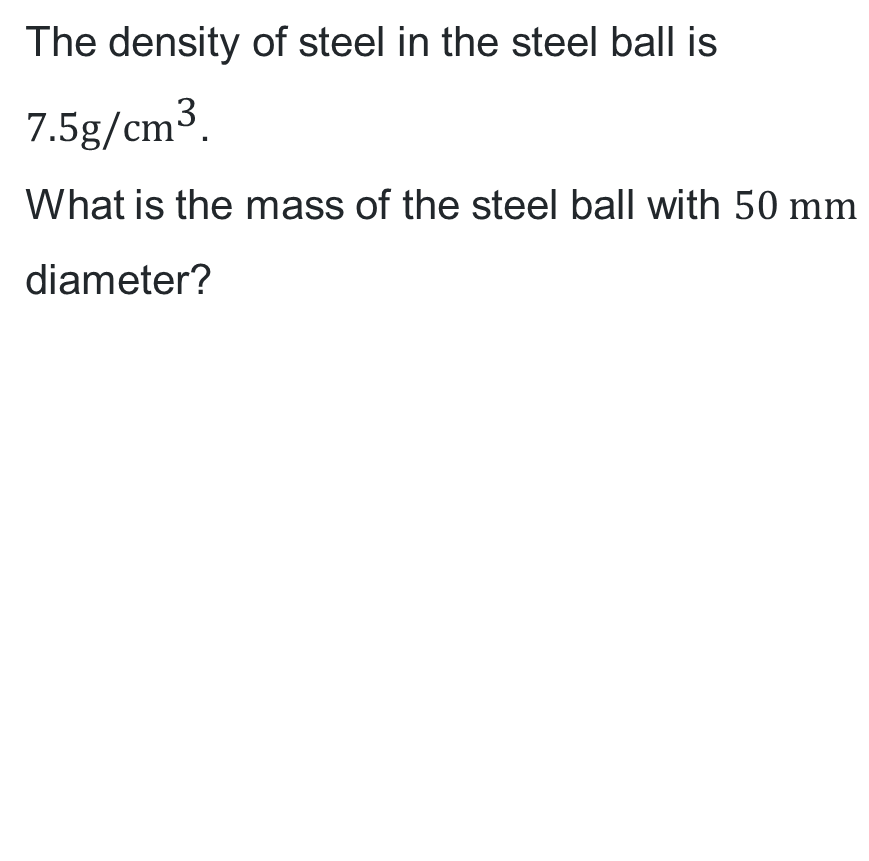 The density of steel in the steel ball is
7.5g/cm³.
What is the mass of the steel ball with 50 mm
diameter?